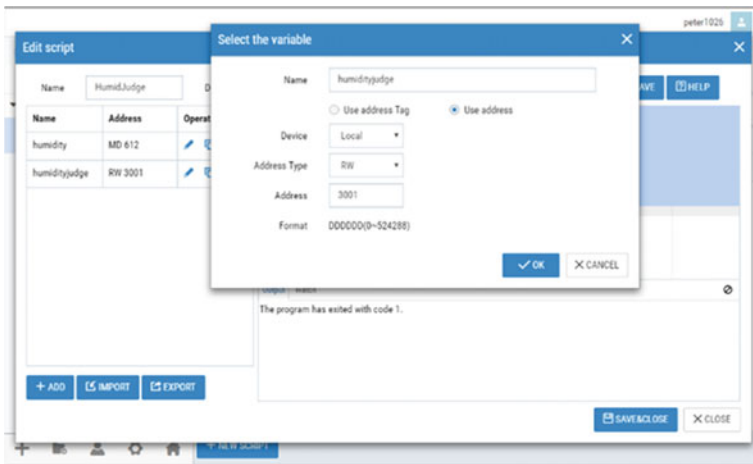 peter1026
Edit script
Select the variable
Name HumidJudge D
Name humidityjudge
AVE HELP
Name Address Operat
Use address Tag Use address
humidity MD 612
Device Local
humidityjudge RW 3001
Address Type RW
Address 3001
Format DDDDDD(0~524288)
OK CANCEL
The program has exited with code 1.
+ ADD IMPORT EXPORT
SAVE&CLOSE CLOSE
+ NEW SCRIPT